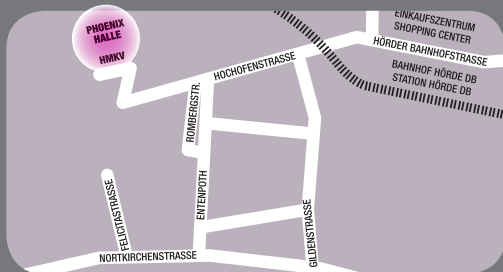 PHOENIX
HALLE
HMKV
EINKAUFSZENTRUM
SHOPPING CENTER
HÖRDER BAHNHOFSTRASSE
BAHNHOF HÖRDE DB
STATION HÖRDE DB
HOCHOFENSTRASSE
ROMBERGSTR.
ENTENPOTH
FELICITASTRASSE
GILDENSTRASSE
NORTKIRCHENSTRASSE